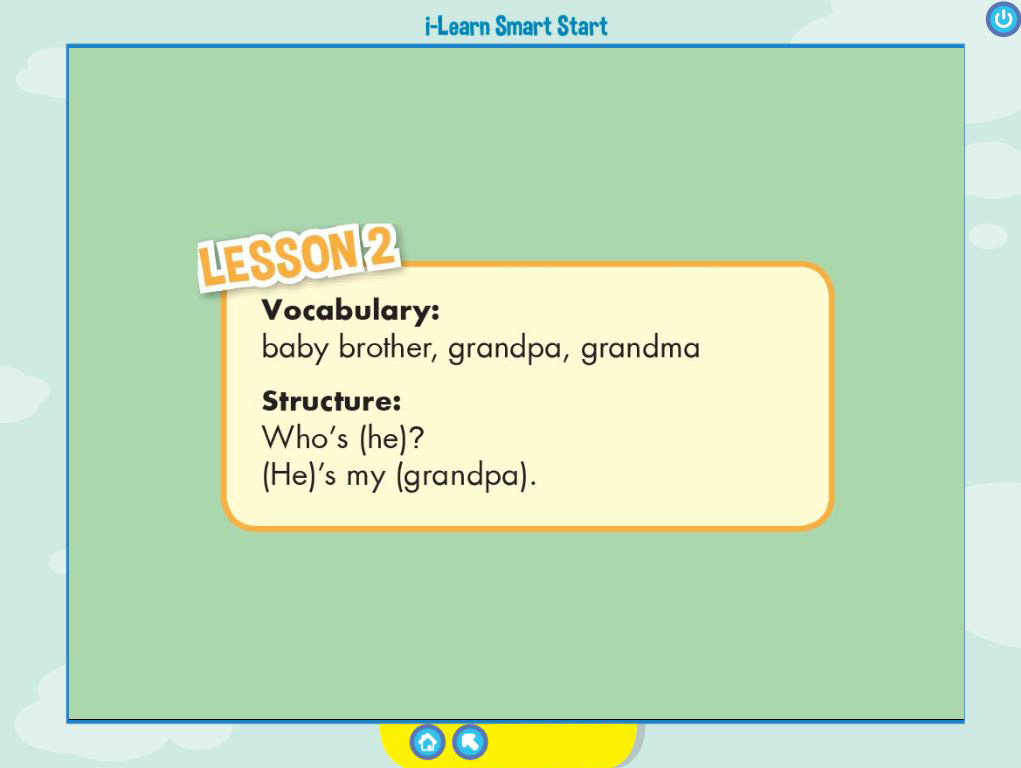 i-Learn Smart Start
LESSON 2
Vocabulary:
baby brother, grandpa, grandma
Structure:
Who's (he)?
(He)'s my (grandpa).